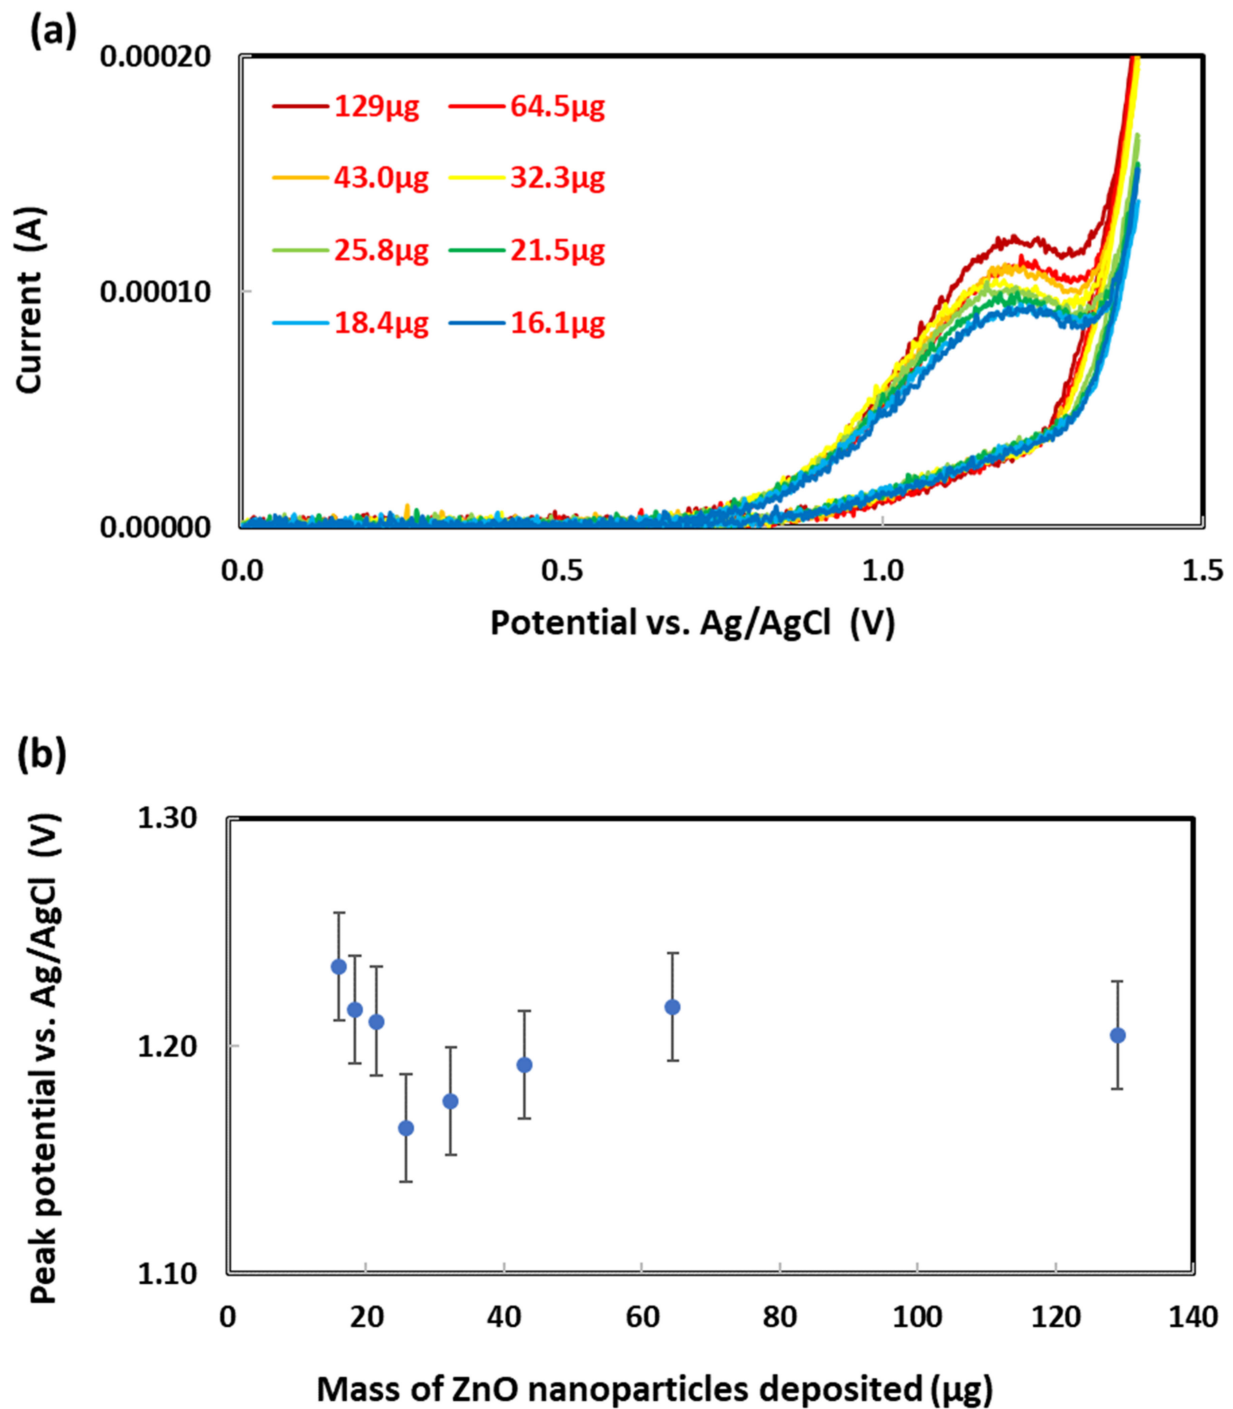 (a)
0.00020
0.00010
0.00000
Current (A)
129µg 64.5µg
43.0µg 32.3µg
25.8µg 21.5µg
18.4µg 16.1µg
0.0 0.5 1.0 1.5
Potential vs. Ag/AgCl (V)
(b)
1.30
1.20
1.10
Peak potential vs. Ag/AgCl (V)
0 20 40 60 80 100 120 140
Mass of ZnO nanoparticles deposited (µg)